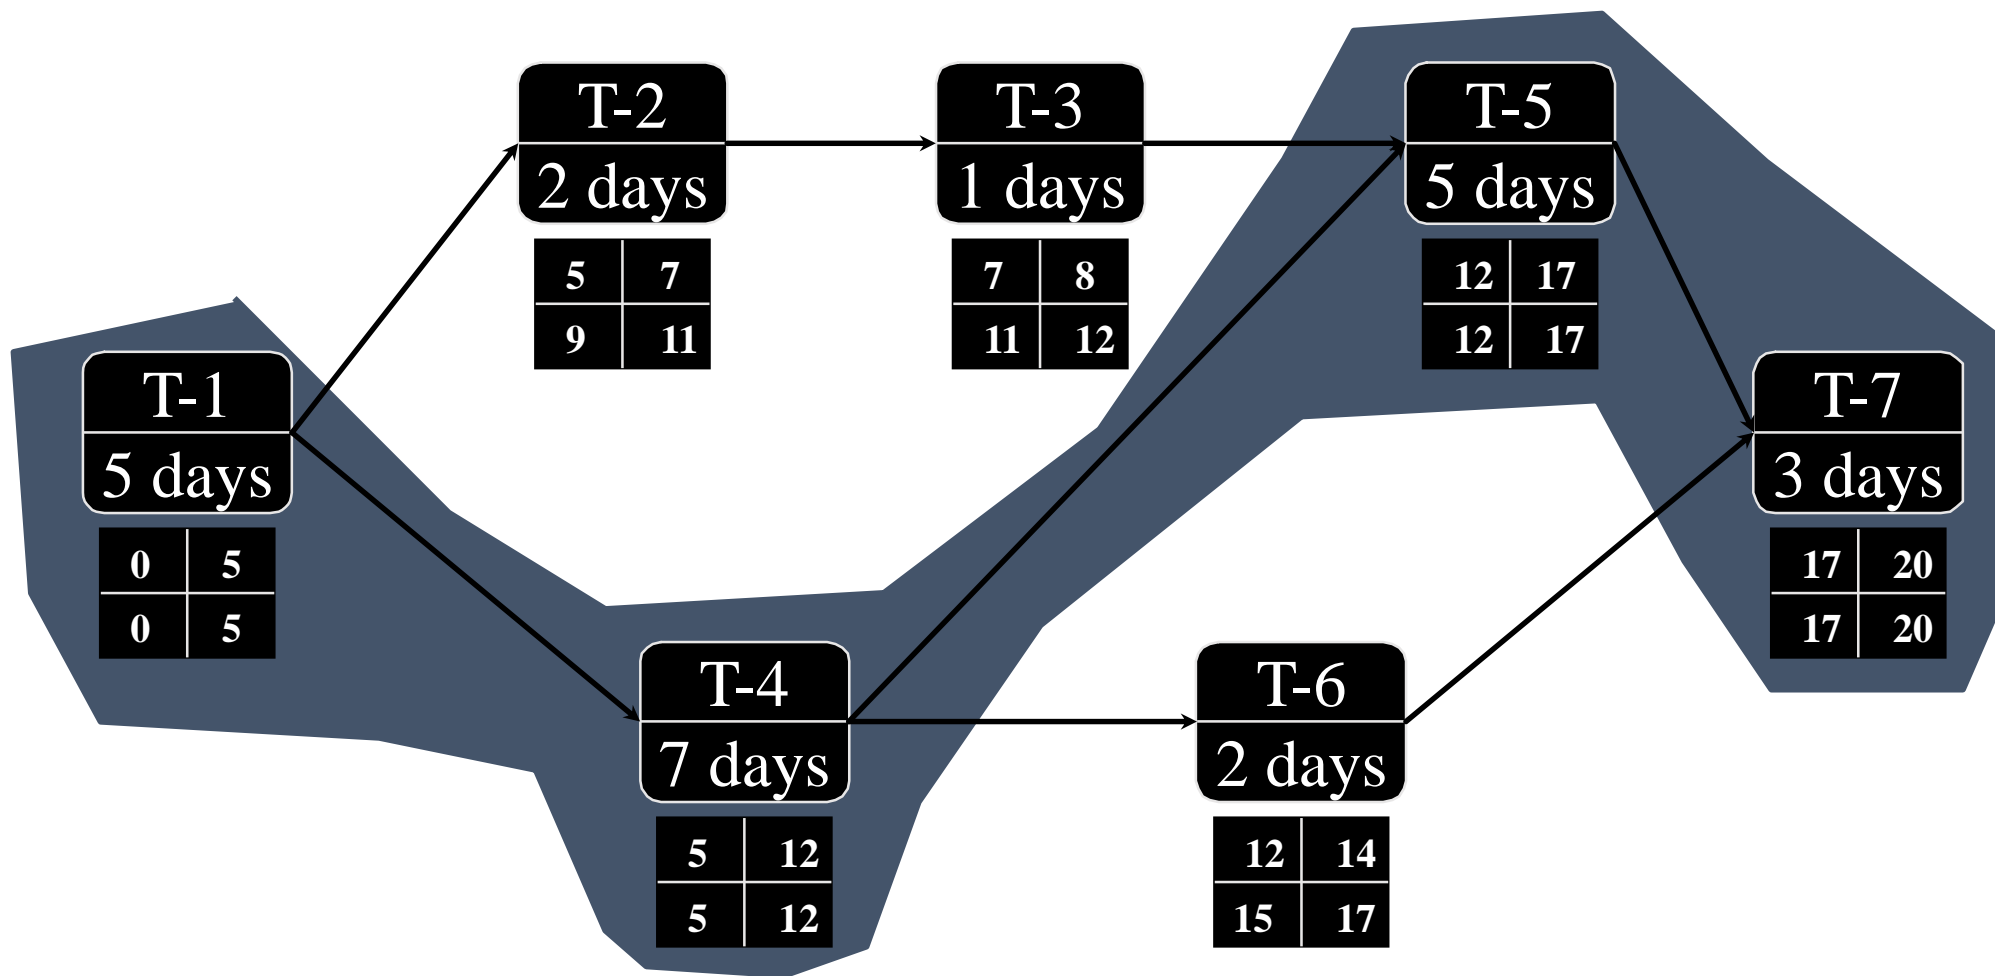 T-2
2 days
5 7
9 11
T-3
1 days
7 8
11 12
T-5
5 days
12 17
12 17
T-1
5 days
0 5
0 5
T-7
3 days
17 20
17 20
T-4
7 days
5 12
5 12
T-6
2 days
12 14
15 17